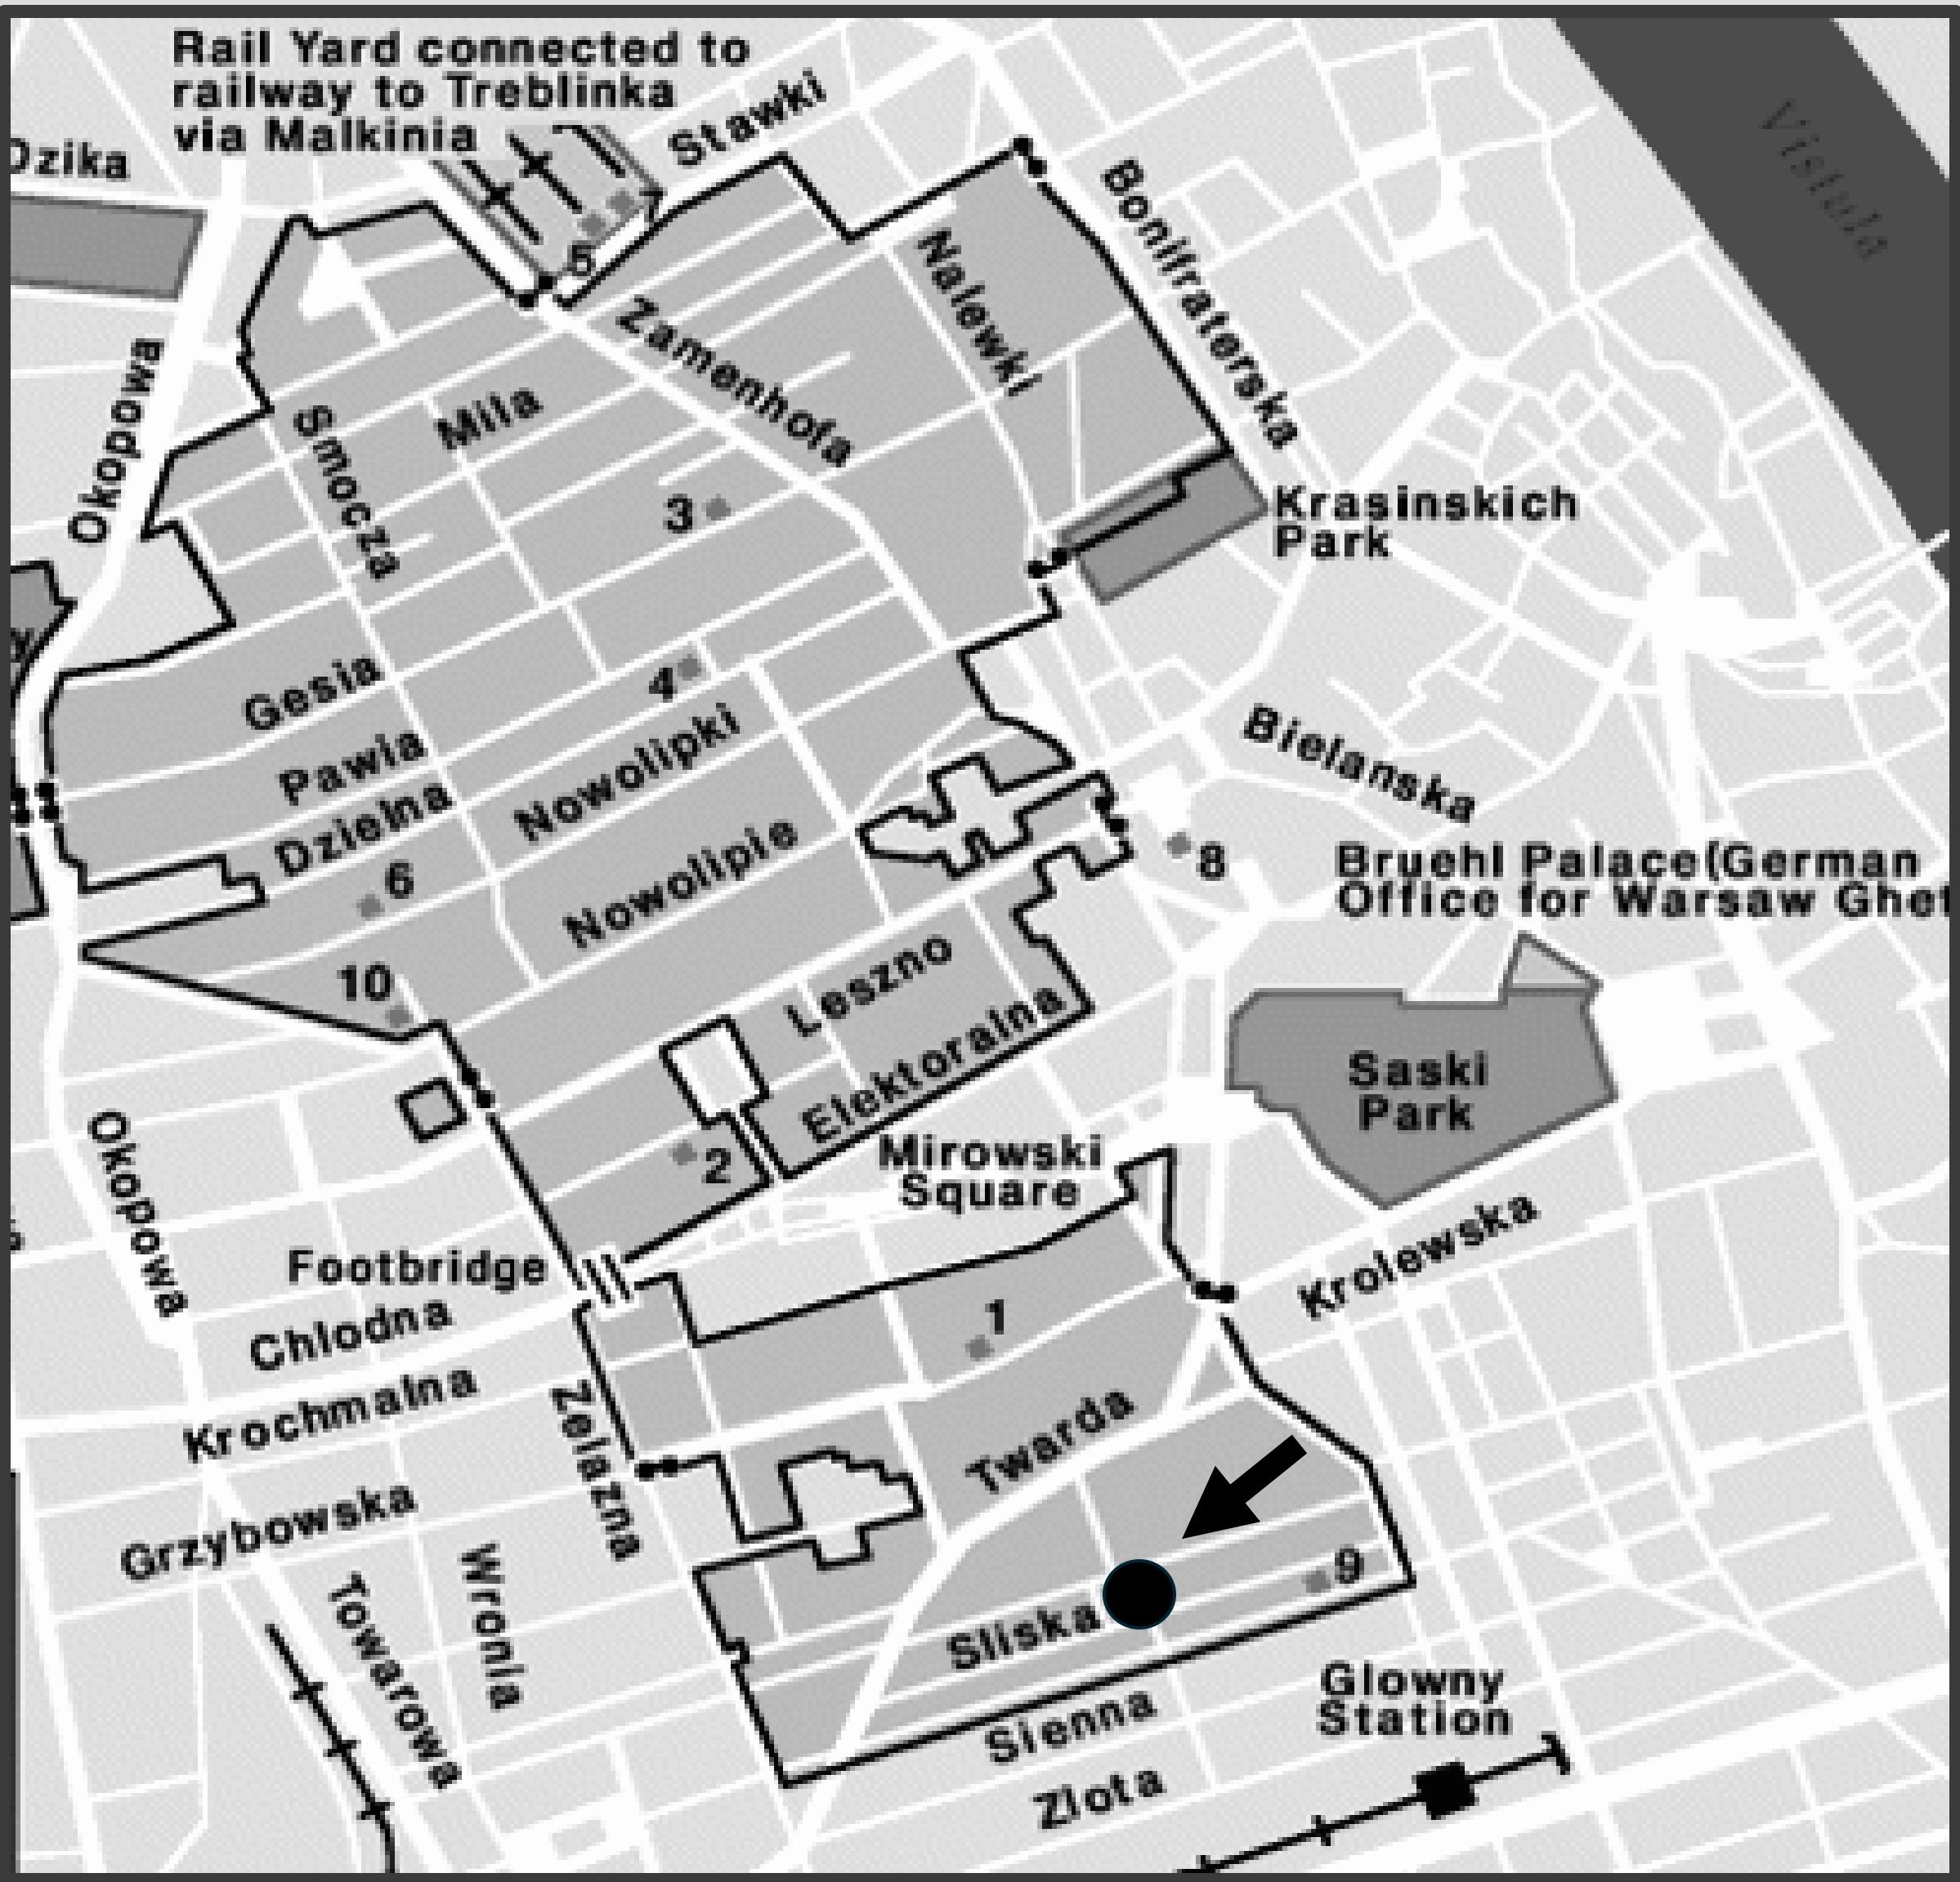 Rail Yard connected to
railway to Treblinka
via Malkinia
Dzika
Stawki
Vistula
Bonifraterska
7
5
Nalewki
Zamenhofa
Okopowa
Smocza
Mila
3
Krasinskich
Park
Gesia
4
Pawia
Dzielna
Nowolipki
Bielanska
6
Nowolipie
8
Bruehl Palace(German
Office for Warsaw Ghet
10
Leszno
Elektoralna
Saski
Park
Okopowa
2
Mirowski
Square
Footbridge
Krolewska
Chlodna
1
Krochmalna
Zelazna
Twarda
Grzybowska
Wronia
Towarowa
9
Sliska
Sienna
Glowny
Station
Zlota